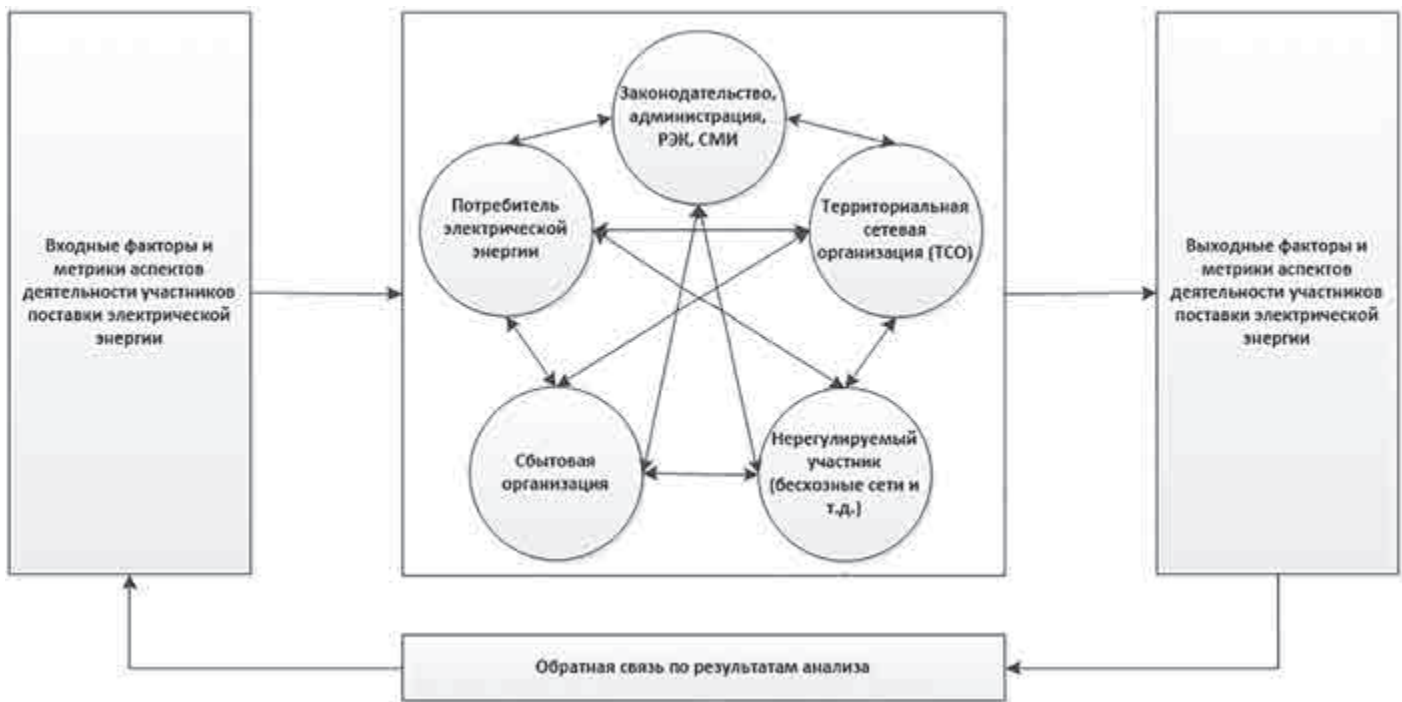 Входные факторы и
метрики аспектов
деятельности участников
поставки электрической
энергии
Законодательство,
администрация,
РЭК, СМИ
Потребитель
электрической
энергии
Территориальная
сетевая
организация (ТСО)
Сбытовая
организация
Нерегулируемый
участник
(бесхозные сети и
т.д.)
Выходные факторы и
метрики аспектов
деятельности участников
поставки электрической
энергии
Обратная связь по результатам анализа